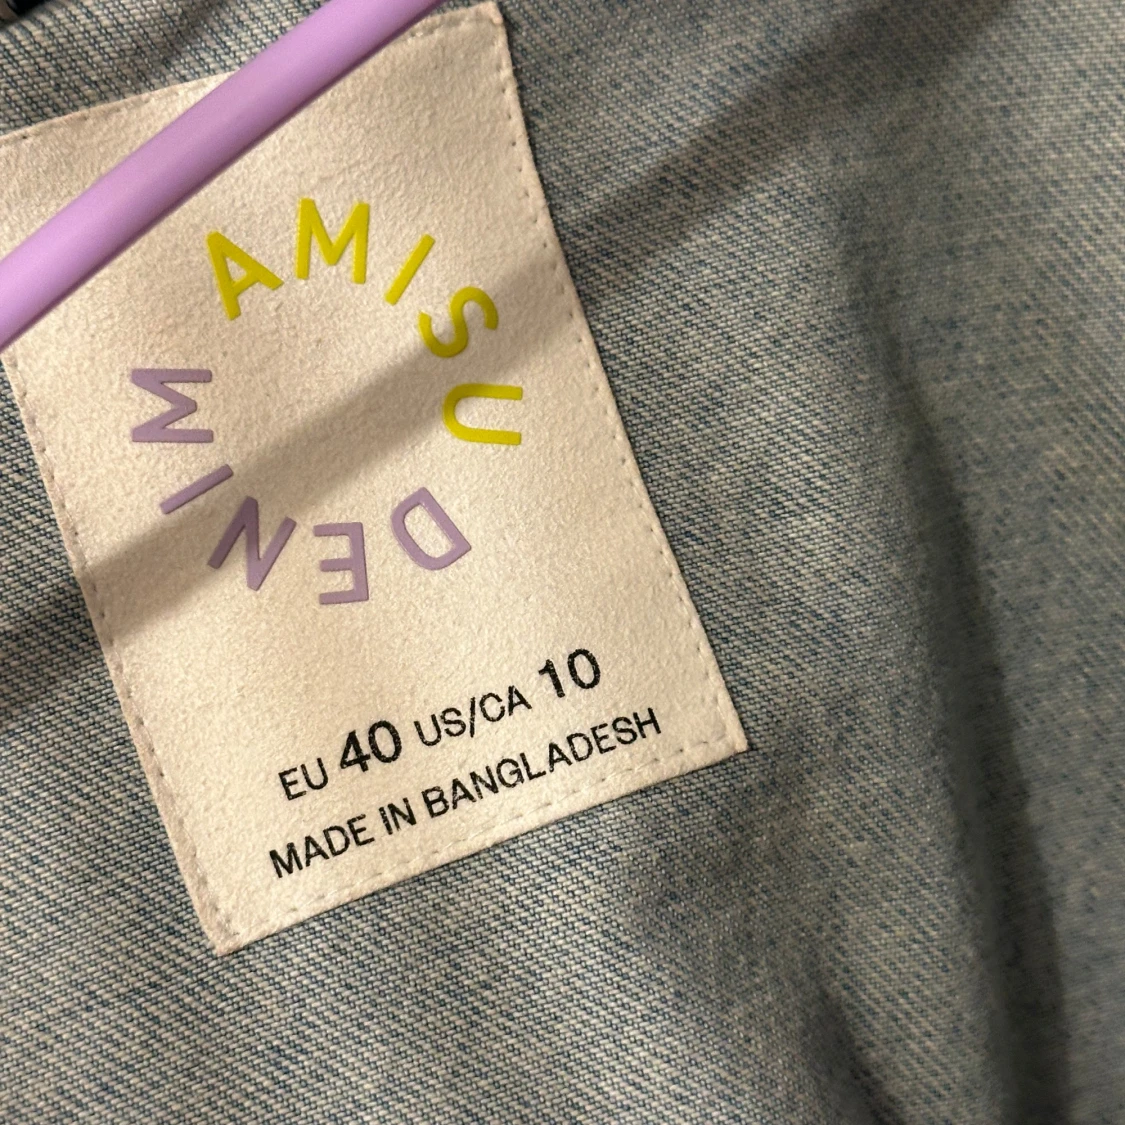 AMISU
DENIM
EU 40 US/CA 10
MADE IN BANGLADESH